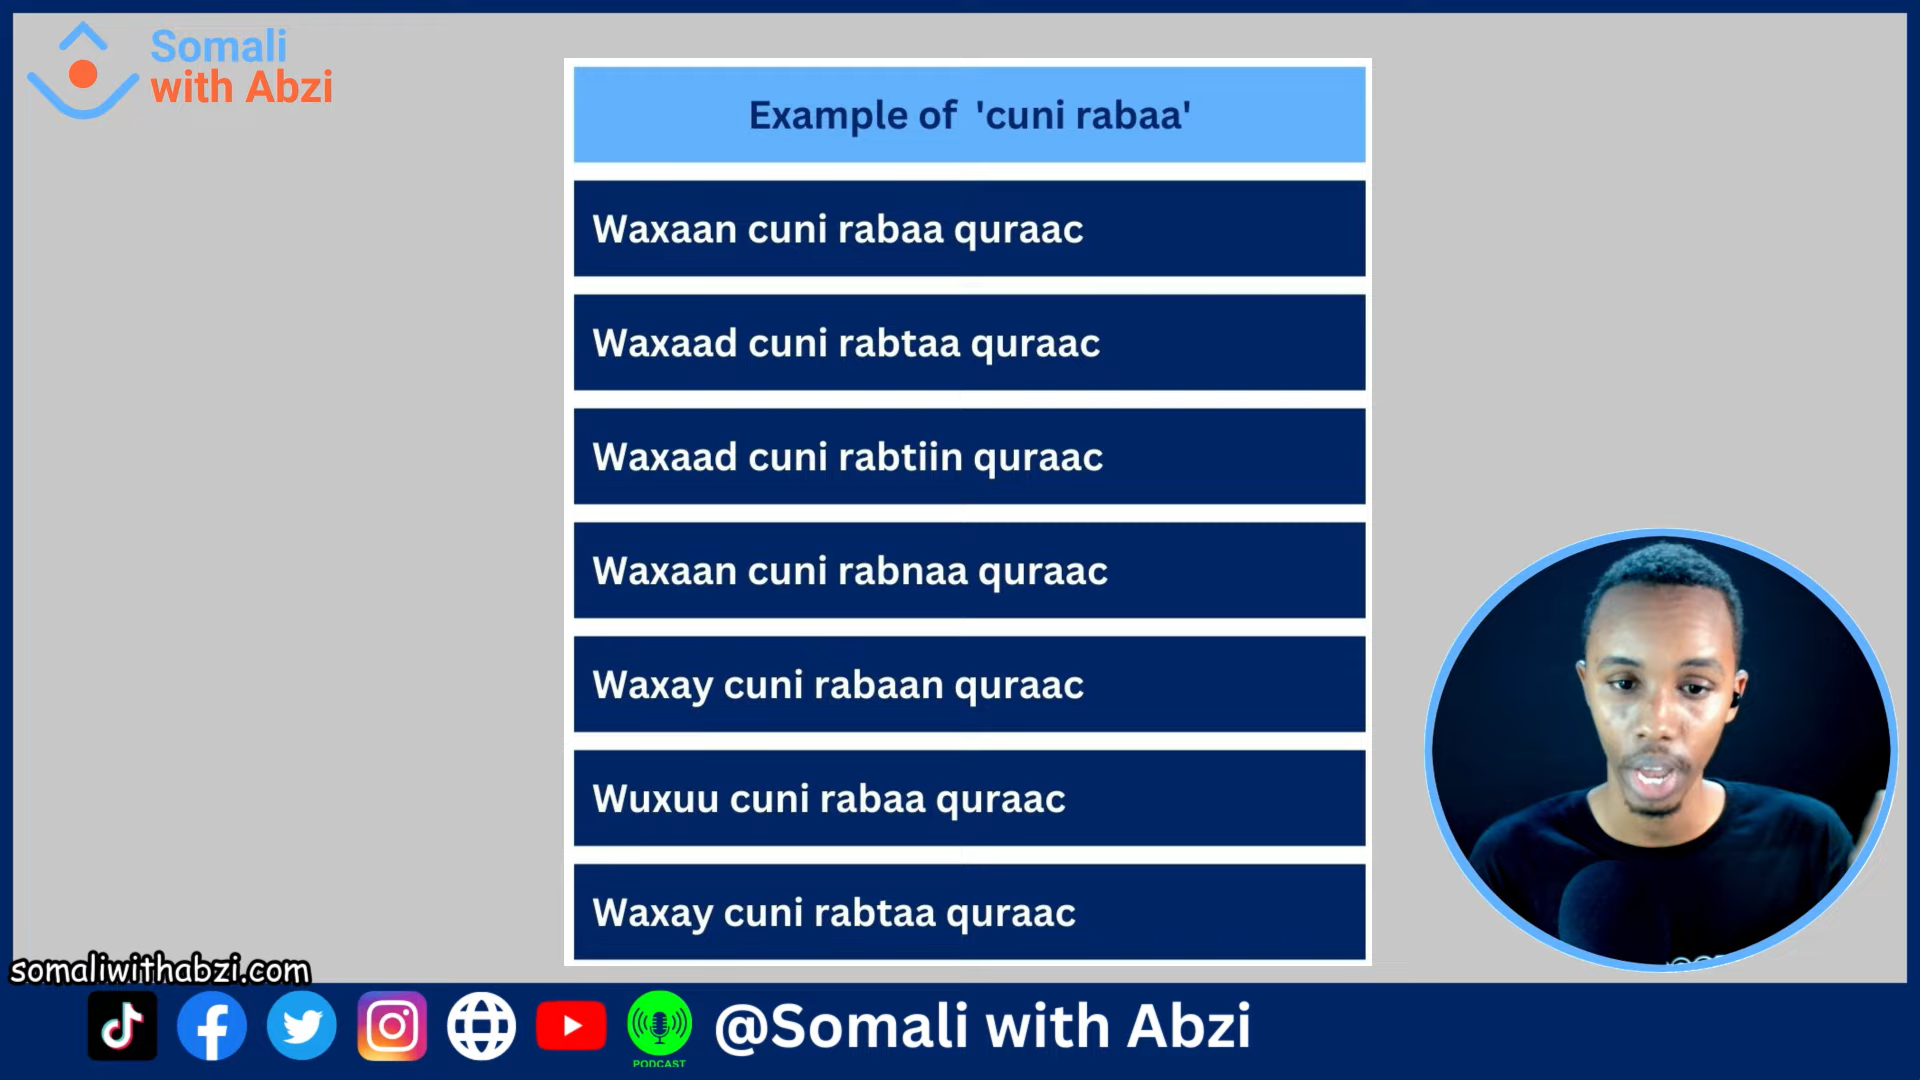 Somali
with Abzi
Example of 'cuni rabaa'
Waxaan cuni rabaa quraac
Waxaad cuni rabtaa quraac
Waxaad cuni rabtiin quraac
Waxaan cuni rabnaa quraac
Waxay cuni rabaan quraac
Wuxuu cuni rabaa quraac
Waxay cuni rabtaa quraac
somaliwithabzi.com
PODCAST
@Somali with Abzi